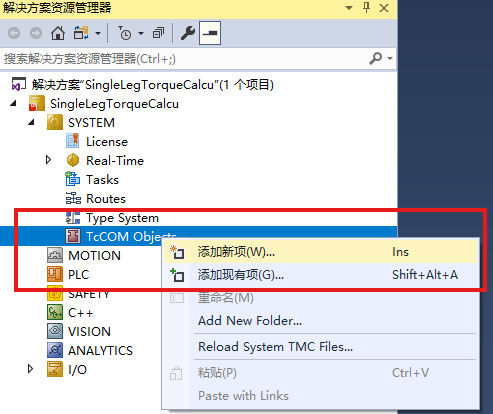 解决方案资源管理器
搜索解决方案资源管理器(Ctrl+;)
解决方案"SingleLegTorqueCalcu"(1 个项目)
SingleLegTorqueCalcu
SYSTEM
License
Real-Time
Tasks
Routes
Type System
TcCOM Objects
MOTION
PLC
SAFETY
C++
VISION
ANALYTICS
I/O
添加新项(W)... Ins
添加现有项(G)... Shift+Alt+A
重命名(M)
Add New Folder...
Reload System TMC Files...
粘贴(P) Ctrl+V
Paste with Links